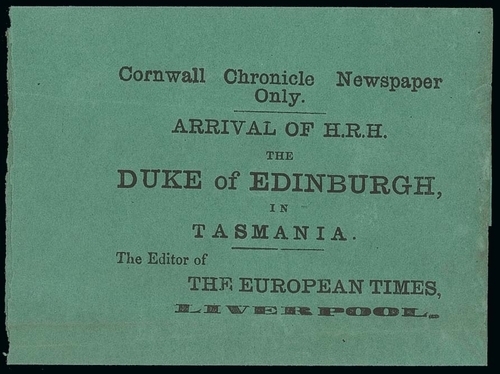 Cornwall Chronicle Newspaper
Only.
ARRIVAL OF H.R.H.
THE
DUKE of EDINBURGH,
IN
TASMANIA.
The Editor of
THE EUROPEAN TIMES,
LIVERPOOL.